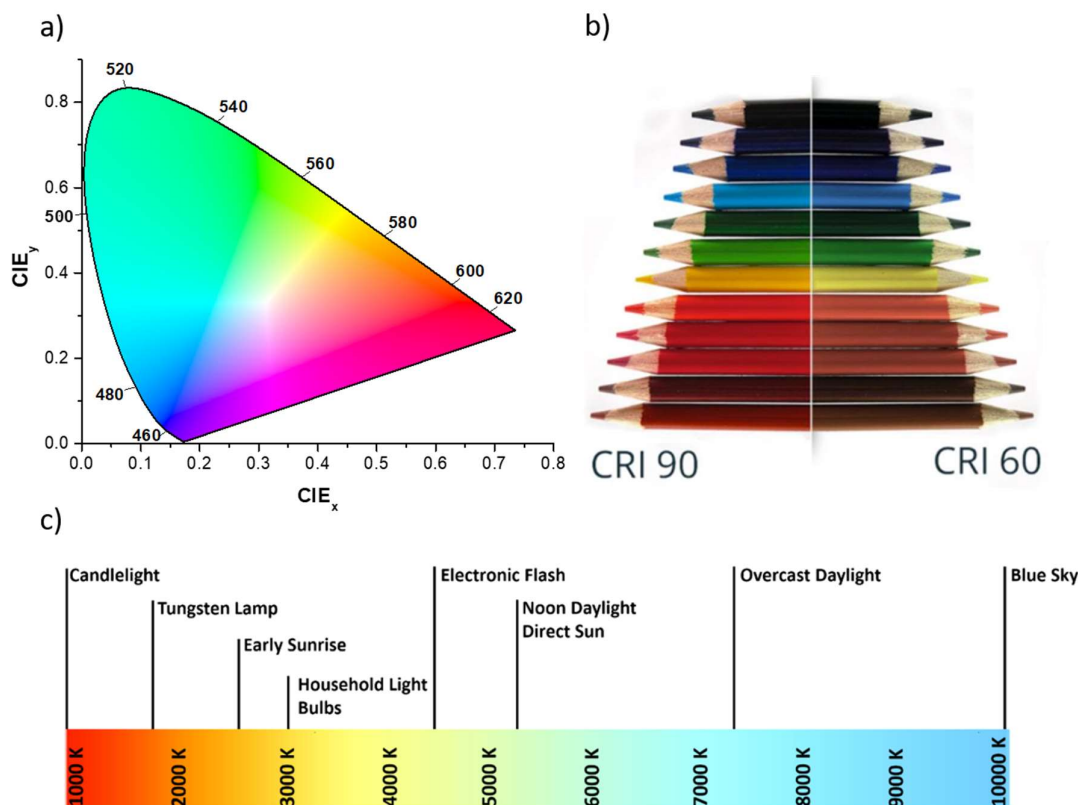 a)
b)
520
540
560
500
580
600
620
480
460
0.8
0.6
0.4
0.2
0.0
CIEy
0.0 0.1 0.2 0.3 0.4 0.5 0.6 0.7 0.8
CIEx
CRI 90
CRI 60
c)
Candlelight
Tungsten Lamp
Early Sunrise
Household Light
Bulbs
Electronic Flash
Noon Daylight
Direct Sun
Overcast Daylight
Blue Sky
1000 K
2000 K
3000 K
4000 K
5000 K
6000 K
7000 K
8000 K
9000 K
10000 K